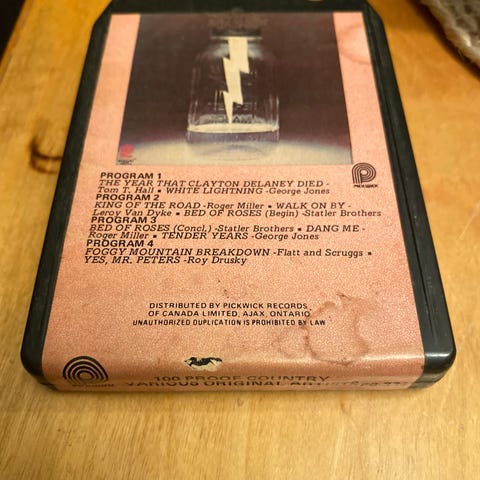 PICKWICK
PROGRAM 1
THE YEAR THAT CLAYTON DELANEY DIED -
Tom T. Hall ▪ WHITE LIGHTNING -George Jones
PROGRAM 2
KING OF THE ROAD -Roger Miller ▪ WALK ON BY -
Leroy Van Dyke ▪ BED OF ROSES (Begin) -Statler Brothers
PROGRAM 3
BED OF ROSES (Concl.) -Statler Brothers ▪ DANG ME -
Roger Miller ▪ TENDER YEARS -George Jones
PROGRAM 4
FOGGY MOUNTAIN BREAKDOWN -Flatt and Scruggs ▪
YES, MR. PETERS -Roy Drusky
DISTRIBUTED BY PICKWICK RECORDS
OF CANADA LIMITED, AJAX, ONTARIO
UNAUTHORIZED DUPLICATION IS PROHIBITED BY LAW
100 PROOF COUNTRY
VARIOUS ORIGINAL